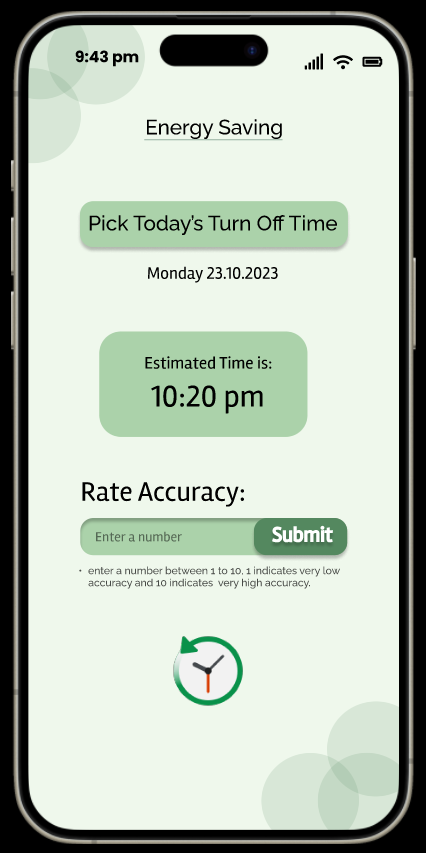 9:43 pm
Energy Saving
Pick Today's Turn Off Time
Monday 23.10.2023
Estimated Time is:
10:20 pm
Rate Accuracy:
Enter a number
Submit
• enter a number between 1 to 10, 1 indicates very low
accuracy and 10 indicates very high accuracy.